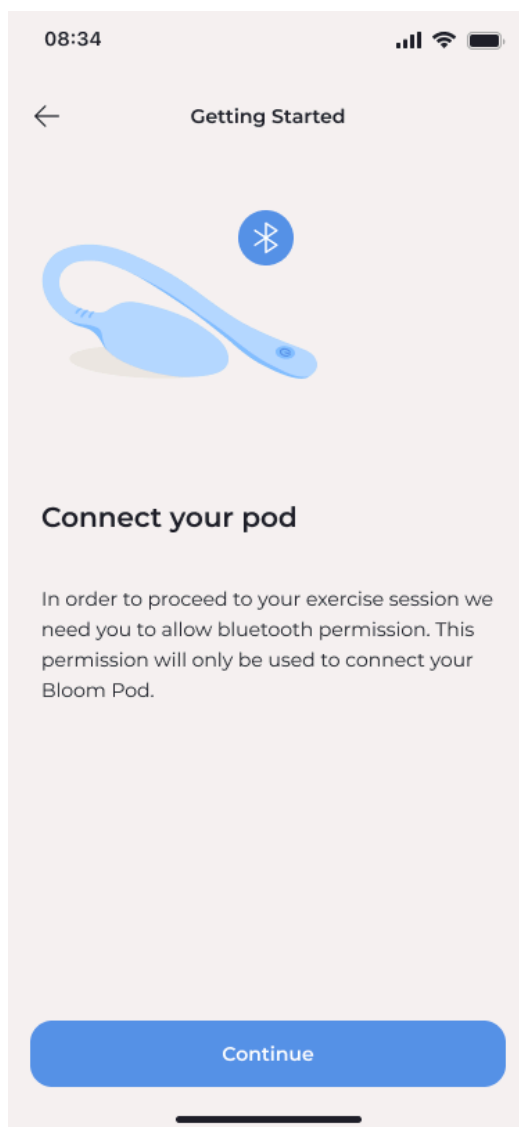 08:34
Getting Started
Connect your pod
In order to proceed to your exercise session we
need you to allow bluetooth permission. This
permission will only be used to connect your
Bloom Pod.
Continue